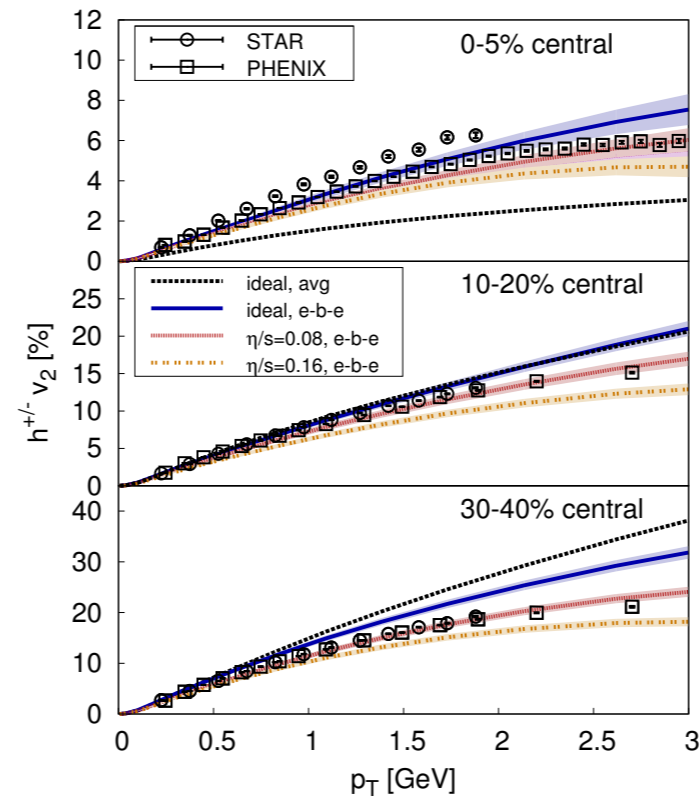 12
10
8
6
4
2
0
STAR
PHENIX
0-5% central
25
20
15
10
5
0
ideal, avg
ideal, e-b-e
η/s=0.08, e-b-e
η/s=0.16, e-b-e
10-20% central
40
30
20
10
0
30-40% central
h+/- v2 [%]
0 0.5 1 1.5 2 2.5 3
pT [GeV]